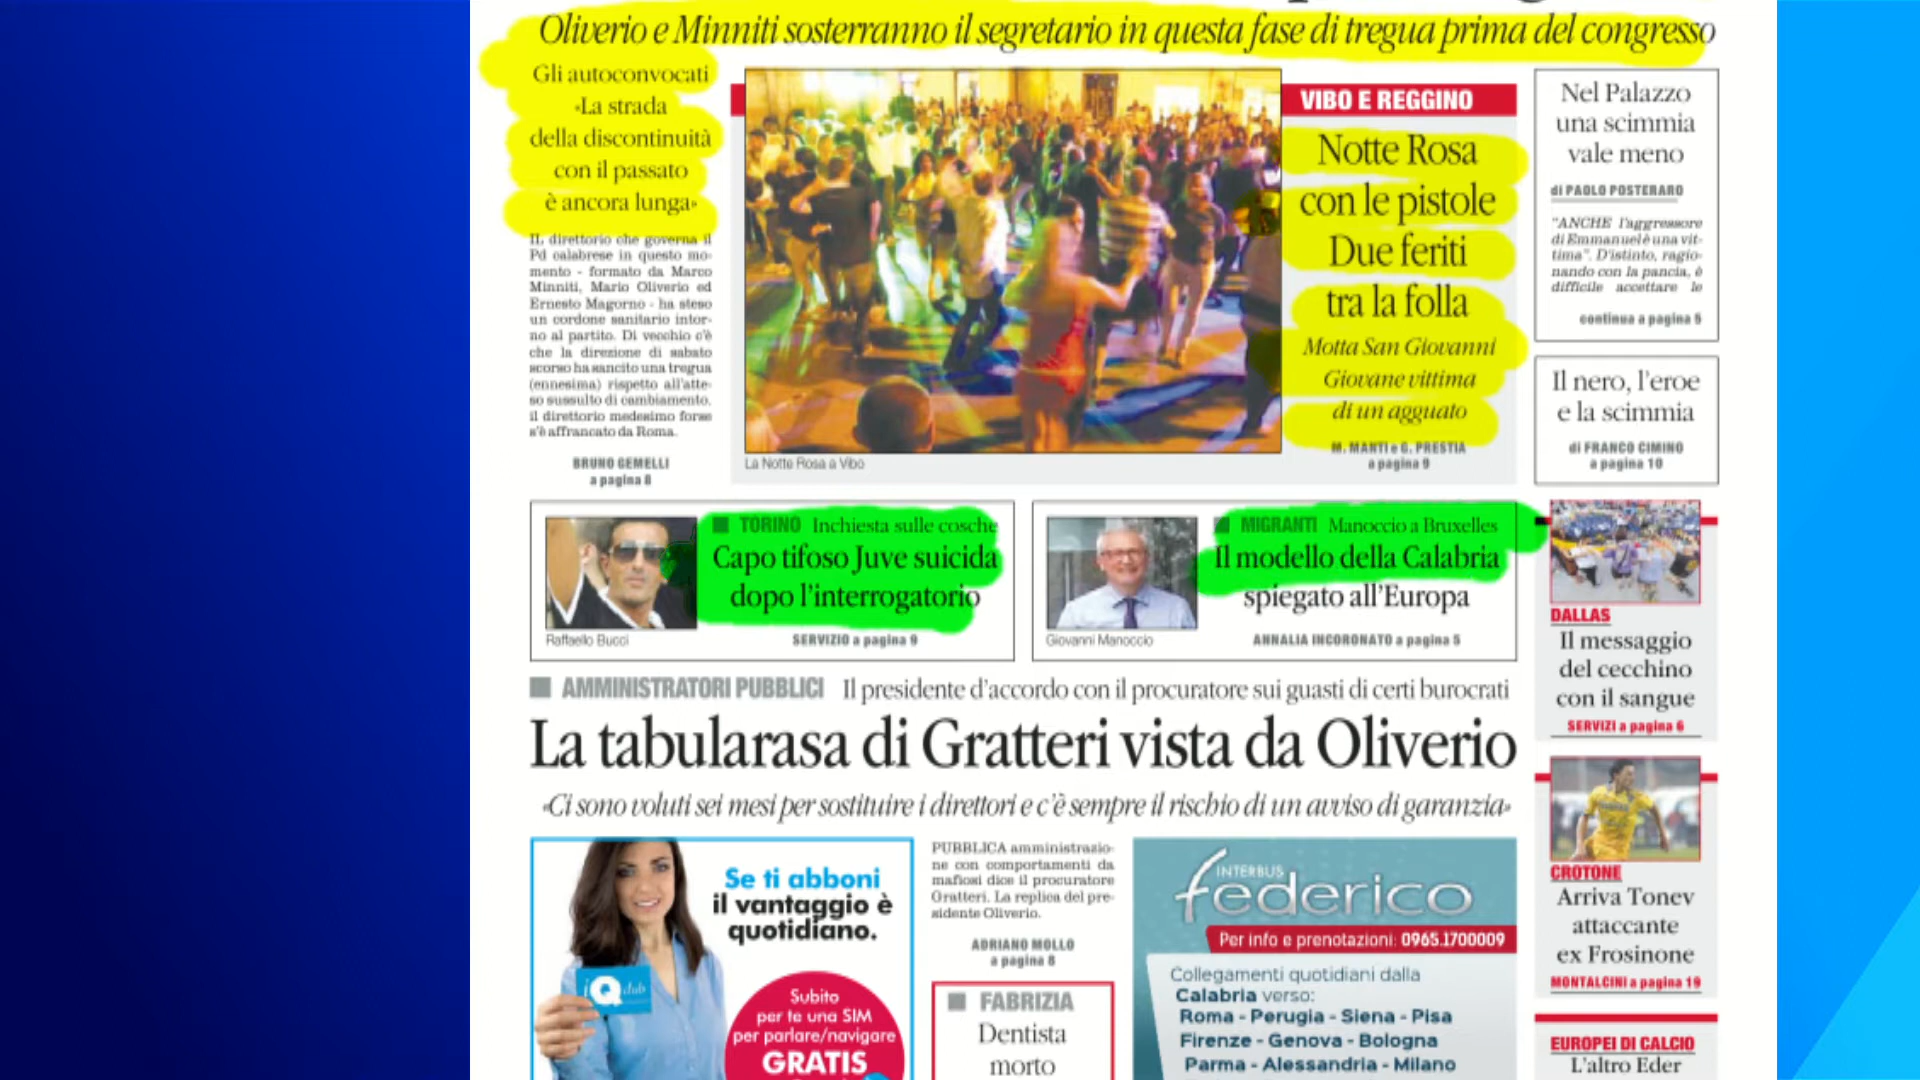 Oliverio e Minniti sosterranno il segretario in questa fase di tregua prima del congresso
Gli autoconvocati
«La strada
della discontinuità
con il passato
è ancora lunga»
IL direttorio che governa il
Pd calabrese in questo mo-
mento - formato da Marco
Minniti, Mario Oliverio ed
Ernesto Magorno - ha steso
un cordone sanitario intor-
no al partito. Di vecchio c'è
che la direzione di sabato
scorso ha sancito una tregua
(ennesima) rispetto all'atte-
so sussulto di cambiamento,
il direttorio medesimo forse
s'è affrancato da Roma.
BRUNO GEMELLI
a pagina 8
La Notte Rosa a Vibo
VIBO E REGGINO
Notte Rosa
con le pistole
Due feriti
tra la folla
Motta San Giovanni
Giovane vittima
di un agguato
M. MANTI e G. PRESTIA
a pagina 9
Nel Palazzo
una scimmia
vale meno
di PAOLO POSTERARO
"ANCHE l'aggressore
di Emmanuel è una vit-
tima". D'istinto, ragio-
nando con la pancia, è
difficile accettare le
continua a pagina 5
Il nero, l'eroe
e la scimmia
di FRANCO CIMINO
a pagina 10
TORINO Inchiesta sulle cosche
Capo tifoso Juve suicida
dopo l'interrogatorio
Raffaello Bucci
SERVIZIO a pagina 9
MIGRANTI Manoccio a Bruxelles
Il modello della Calabria
spiegato all'Europa
Giovanni Manoccio
ANNALIA INCORONATO a pagina 5
DALLAS
Il messaggio
del cecchino
con il sangue
SERVIZI a pagina 6
AMMINISTRATORI PUBBLICI Il presidente d'accordo con il procuratore sui guasti di certi burocrati
La tabularasa di Gratteri vista da Oliverio
«Ci sono voluti sei mesi per sostituire i direttori e c'è sempre il rischio di un avviso di garanzia»
Se ti abboni
il vantaggio è
quotidiano.
iQ club
Subito
per te una SIM
per parlare/navigare
GRATIS
PUBBLICA amministrazio-
ne con comportamenti da
mafiosi dice il procuratore
Gratteri. La replica del pre-
sidente Oliverio.
ADRIANO MOLLO
a pagina 8
FABRIZIA
Dentista
morto
INTERBUS
federico
Per info e prenotazioni: 0965.1700009
Collegamenti quotidiani dalla
Calabria verso:
Roma - Perugia - Siena - Pisa
Firenze - Genova - Bologna
Parma - Alessandria - Milano
CROTONE
Arriva Tonev
attaccante
ex Frosinone
MONTALCINI a pagina 19
EUROPEI DI CALCIO
L'altro Eder